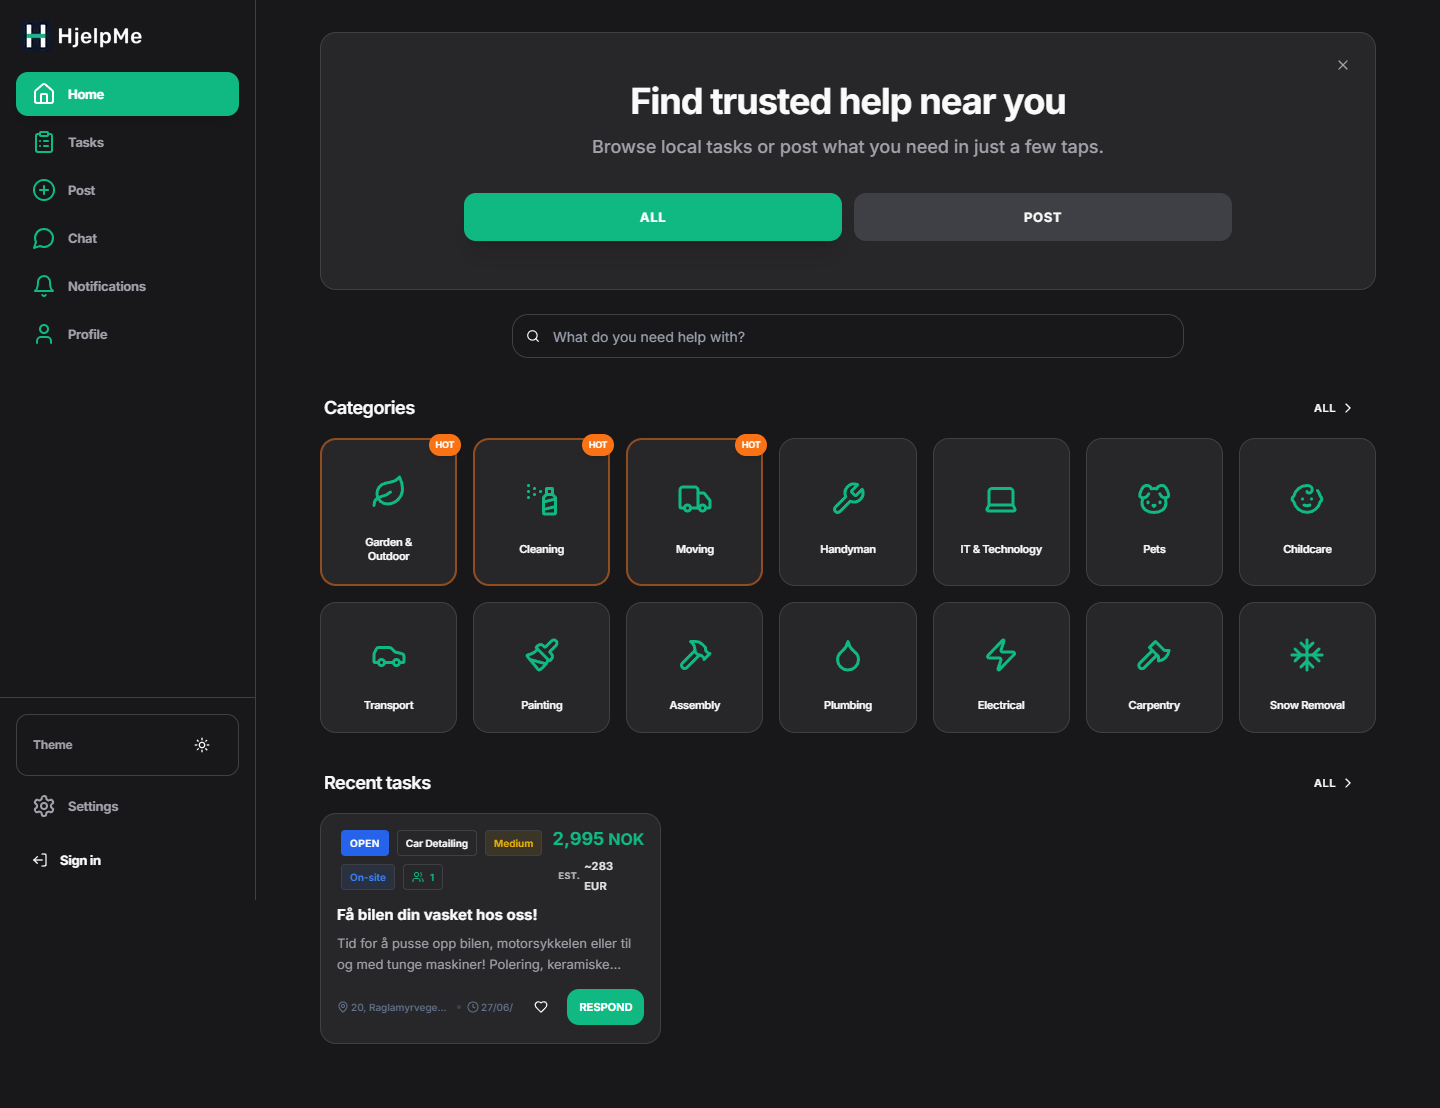 HjelpMe
Home
Tasks
Post
Chat
Notifications
Profile
Theme
Settings
Sign in
Find trusted help near you
Browse local tasks or post what you need in just a few taps.
ALL
POST
What do you need help with?
Categories
ALL
HOT
HOT
HOT
Garden &
Outdoor
Cleaning
Moving
Handyman
IT & Technology
Pets
Childcare
Transport
Painting
Assembly
Plumbing
Electrical
Carpentry
Snow Removal
Recent tasks
ALL
OPEN
Car Detailing
Medium
2,995 NOK
On-site
1
EST.
~283
EUR
Få bilen din vasket hos oss!
Tid for å pusse opp bilen, motorsykkelen eller til
og med tunge maskiner! Polering, keramiske...
20, Raglamyrvege...
27/06/
RESPOND